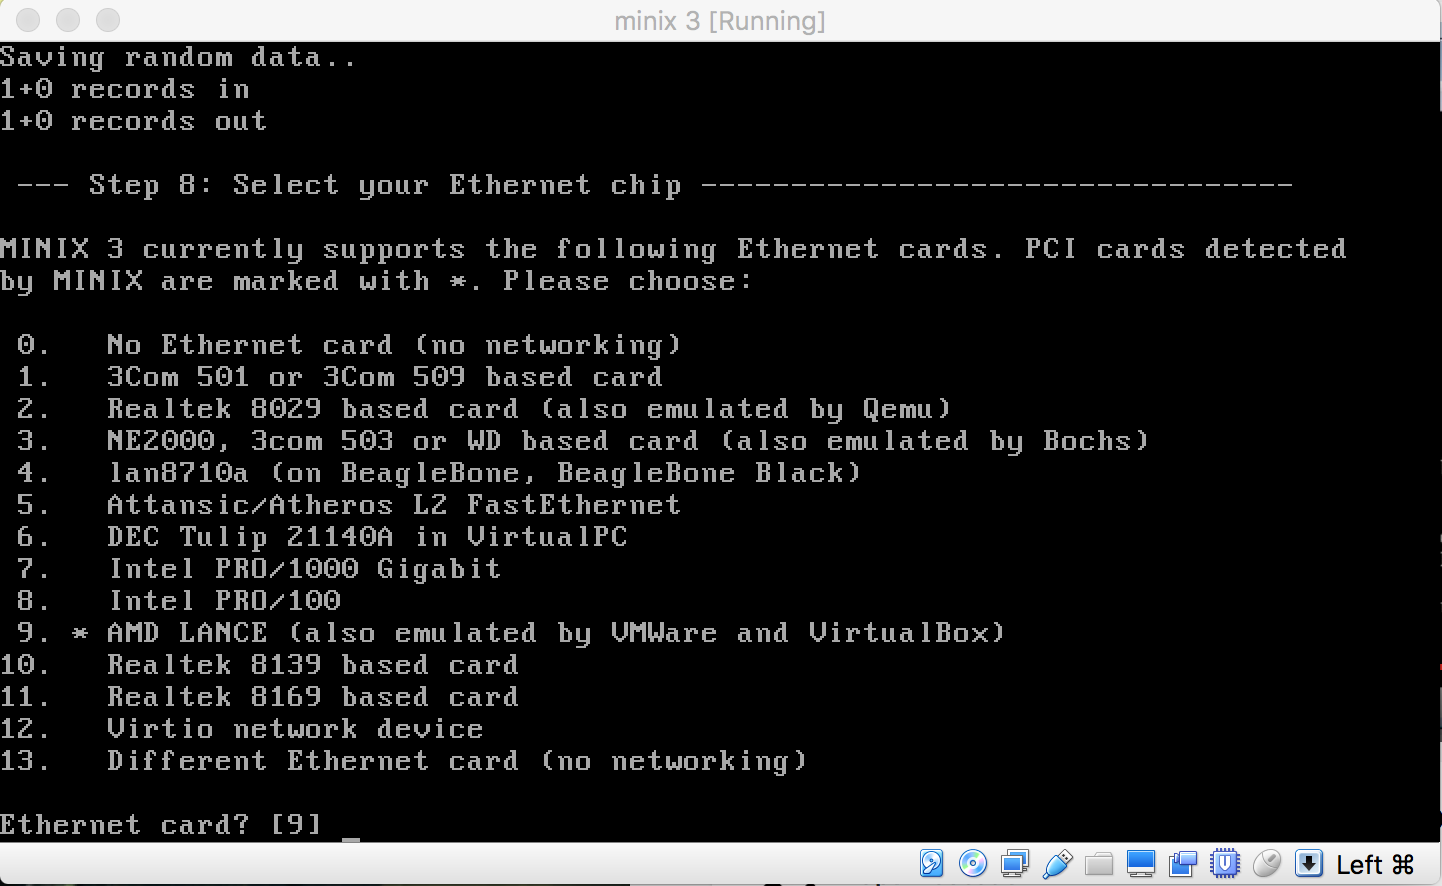 minix 3 [Running]
Saving random data..
1+0 records in
1+0 records out
--- Step 8: Select your Ethernet chip ---------------------------------
MINIX 3 currently supports the following Ethernet cards. PCI cards detected
by MINIX are marked with *. Please choose:
0. No Ethernet card (no networking)
1. 3Com 501 or 3Com 509 based card
2. Realtek 8029 based card (also emulated by Qemu)
3. NE2000, 3com 503 or WD based card (also emulated by Bochs)
4. lan8710a (on BeagleBone, BeagleBone Black)
5. Attansic/Atheros L2 FastEthernet
6. DEC Tulip 21140A in VirtualPC
7. Intel PRO/1000 Gigabit
8. Intel PRO/100
9. * AMD LANCE (also emulated by VMWare and VirtualBox)
10. Realtek 8139 based card
11. Realtek 8169 based card
12. Virtio network device
13. Different Ethernet card (no networking)
Ethernet card? [9] _
Left ⌘